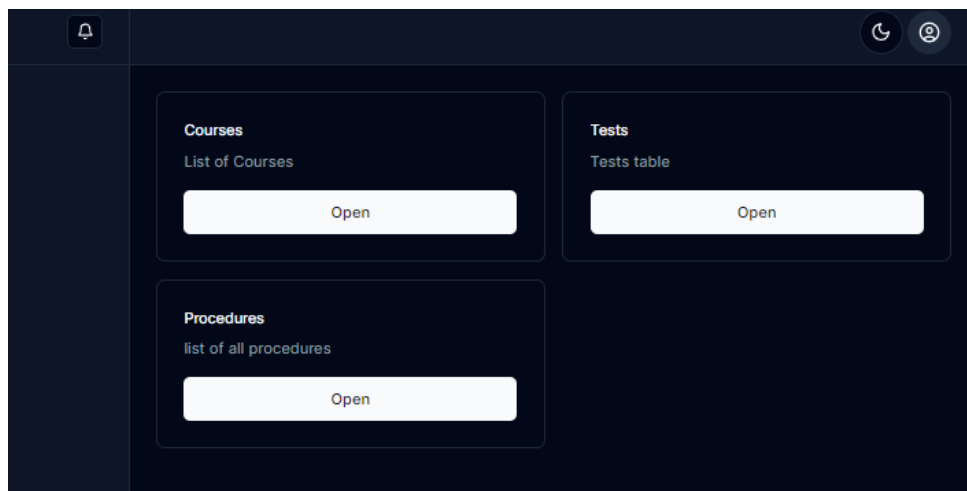 Courses
List of Courses
Open
Tests
Tests table
Open
Procedures
list of all procedures
Open